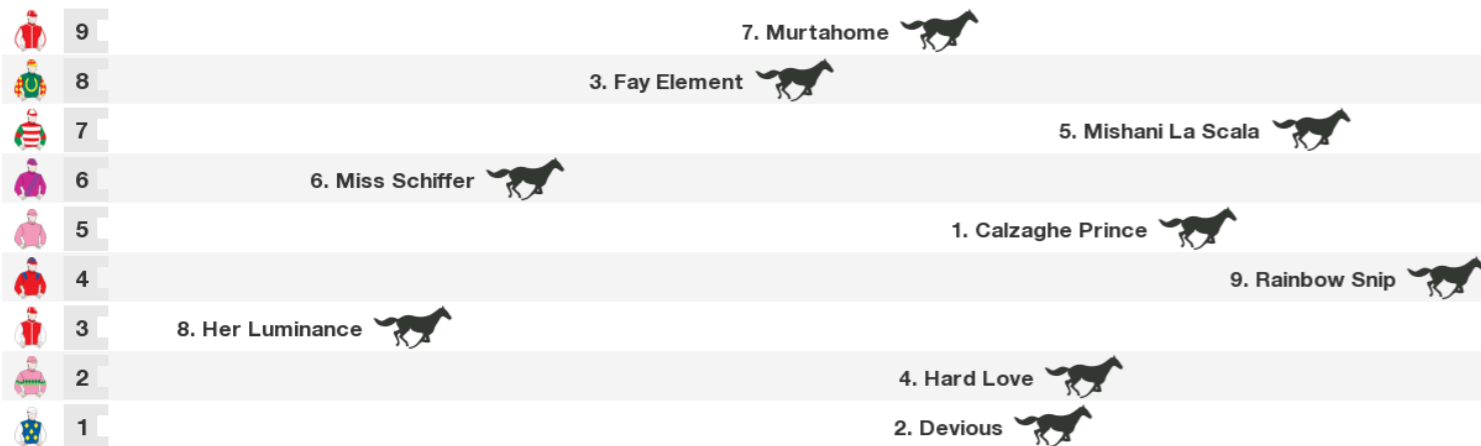 9 7. Murtahome
8 3. Fay Element
7 5. Mishani La Scala
6 6. Miss Schiffer
5 1. Calzaghe Prince
4 9. Rainbow Snip
3 8. Her Luminance
2 4. Hard Love
1 2. Devious